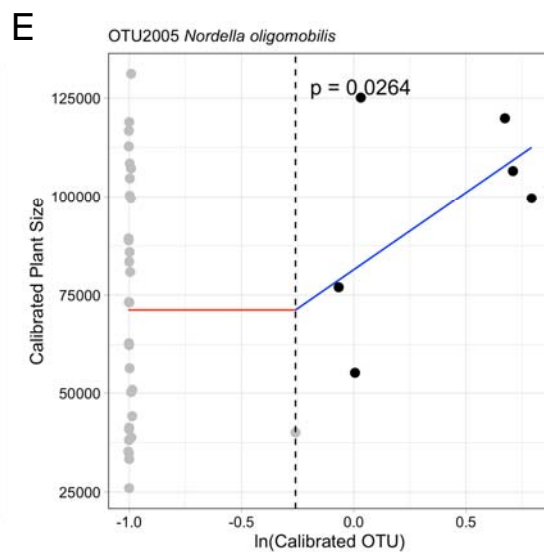 E
OTU2005 Nordella oligomobilis
p = 0.0264
125000
100000
75000
50000
25000
Calibrated Plant Size
-1.0 -0.5 0.0 0.5
ln(Calibrated OTU)